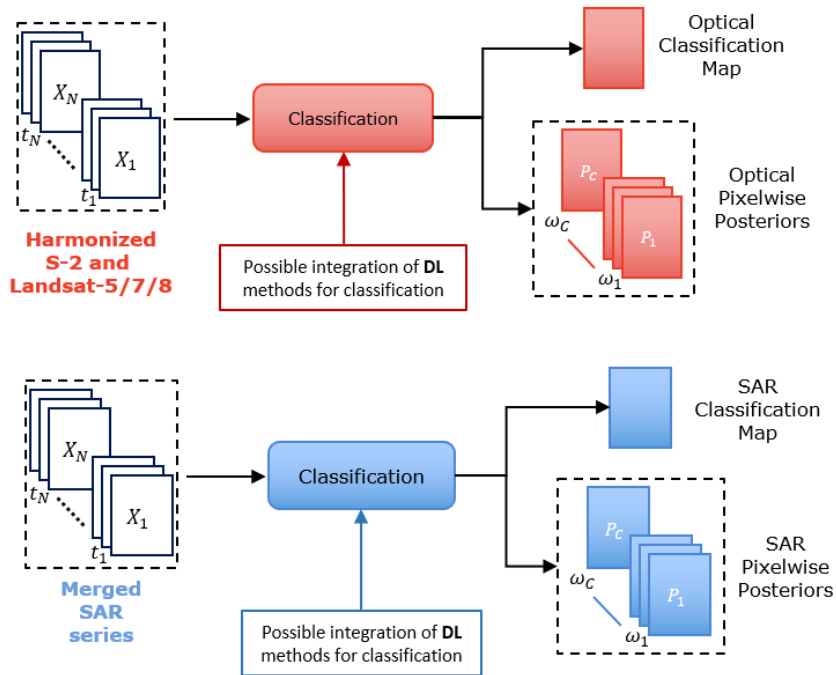 X_N
t_N
X_1
t_1
Harmonized
S-2 and
Landsat-5/7/8
Classification
Possible integration of DL
methods for classification
Optical
Classification
Map
P_C
ω_C
P_1
ω_1
Optical
Pixelwise
Posteriors
X_N
t_N
X_1
t_1
Merged
SAR
series
Classification
Possible integration of DL
methods for classification
SAR
Classification
Map
P_C
ω_C
P_1
ω_1
SAR
Pixelwise
Posteriors